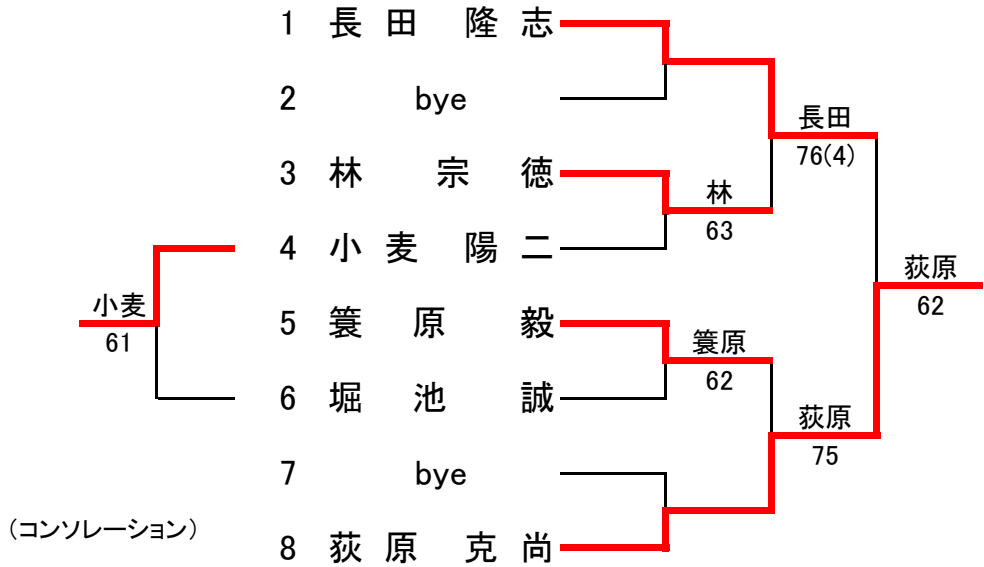 1 長田 隆志
2 bye
長田
76(4)
3 林 宗徳
林
63
4 小麦陽二
荻原
62
小麦
61
5 簑原 毅
簑原
62
6 堀池 誠
荻原
75
7 bye
(コンソレーション)
8 荻原 克尚